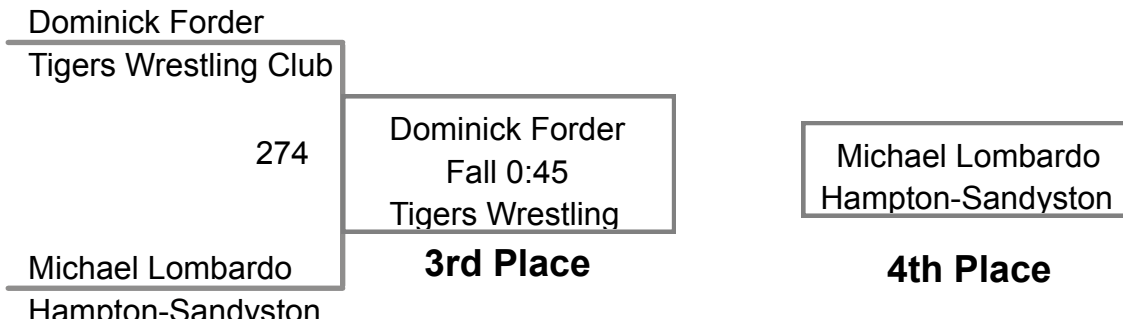 Dominick Forder
Tigers Wrestling Club
274
Dominick Forder
Fall 0:45
Tigers Wrestling
3rd Place
Michael Lombardo
Hampton-Sandyston
4th Place
Michael Lombardo
Hampton-Sandyston